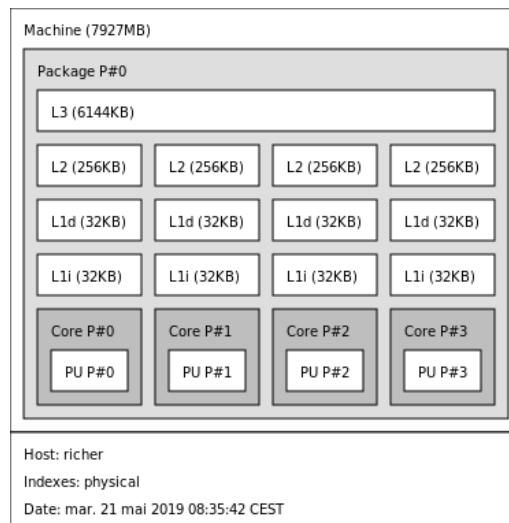 Machine (7927MB)
Package P#0
L3 (6144KB)
L2 (256KB) L2 (256KB) L2 (256KB) L2 (256KB)
L1d (32KB) L1d (32KB) L1d (32KB) L1d (32KB)
L1i (32KB) L1i (32KB) L1i (32KB) L1i (32KB)
Core P#0 Core P#1 Core P#2 Core P#3
PU P#0 PU P#1 PU P#2 PU P#3
Host: richer
Indexes: physical
Date: mar. 21 mai 2019 08:35:42 CEST